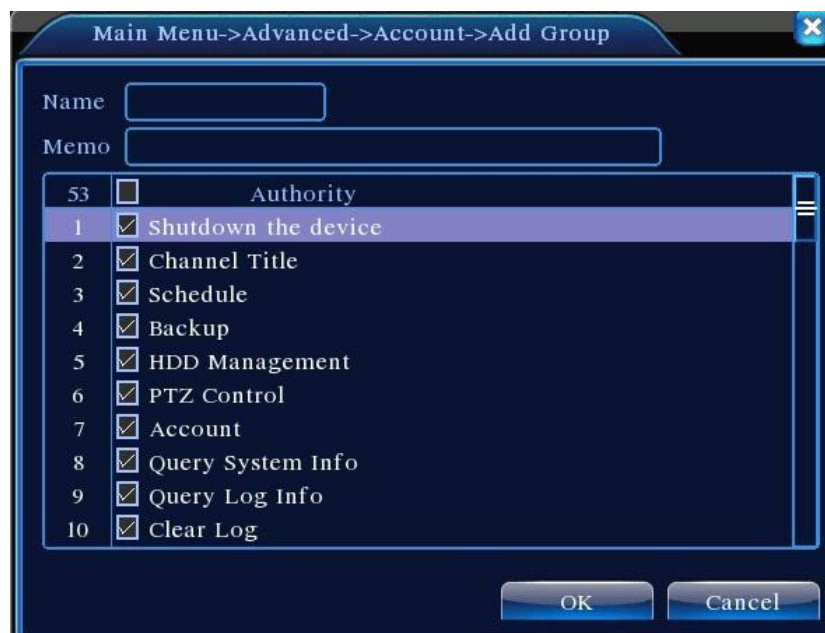 Main Menu->Advanced->Account->Add Group
Name
Memo
53 Authority
1 Shutdown the device
2 Channel Title
3 Schedule
4 Backup
5 HDD Management
6 PTZ Control
7 Account
8 Query System Info
9 Query Log Info
10 Clear Log
OK Cancel